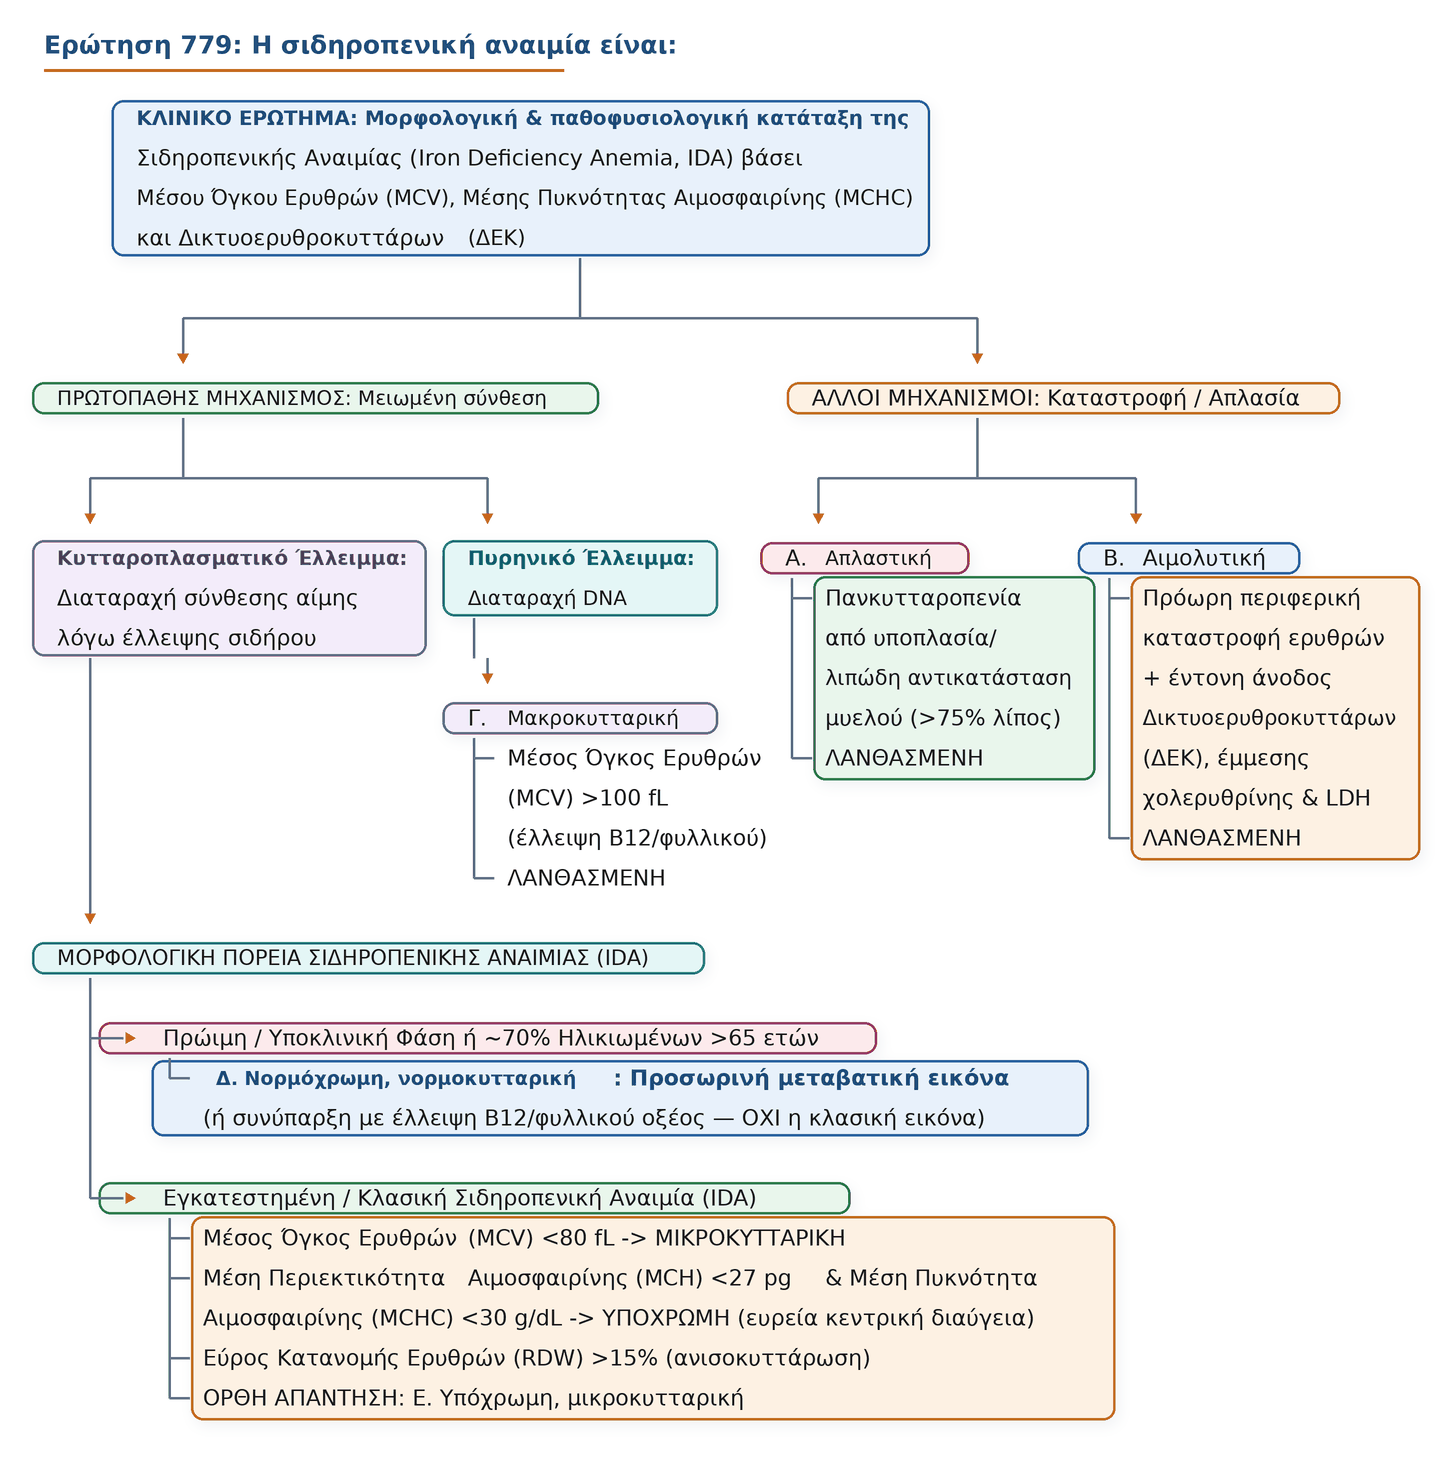 Ερώτηση 779: Η σιδηροπενική αναιμία είναι:
ΚΛΙΝΙΚΟ ΕΡΩΤΗΜΑ: Μορφολογική & παθοφυσιολογική κατάταξη της
Σιδηροπενικής Αναιμίας (Iron Deficiency Anemia, IDA) βάσει
Μέσου Όγκου Ερυθρών (MCV), Μέσης Πυκνότητας Αιμοσφαιρίνης (MCHC)
και Δικτυοερυθροκυττάρων (ΔΕΚ)
ΠΡΩΤΟΠΑΘΗΣ ΜΗΧΑΝΙΣΜΟΣ: Μειωμένη σύνθεση
ΑΛΛΟΙ ΜΗΧΑΝΙΣΜΟΙ: Καταστροφή / Απλασία
Κυτταροπλασματικό Έλλειμμα:
Διαταραχή σύνθεσης αίμης
λόγω έλλειψης σιδήρου
Πυρηνικό Έλλειμμα:
Διαταραχή DNA
Γ. Μακροκυτταρική
Μέσος Όγκος Ερυθρών
(MCV) >100 fL
(έλλειψη B12/φυλλικού)
ΛΑΝΘΑΣΜΕΝΗ
Α. Απλαστική
Πανκυτταροπενία
από υποπλασία/
λιπώδη αντικατάσταση
μυελού (>75% λίπος)
ΛΑΝΘΑΣΜΕΝΗ
Β. Αιμολυτική
Πρόωρη περιφερική
καταστροφή ερυθρών
+ έντονη άνοδος
Δικτυοερυθροκυττάρων
(ΔΕΚ), έμμεσης
χολερυθρίνης & LDH
ΛΑΝΘΑΣΜΕΝΗ
ΜΟΡΦΟΛΟΓΙΚΗ ΠΟΡΕΙΑ ΣΙΔΗΡΟΠΕΝΙΚΗΣ ΑΝΑΙΜΙΑΣ (IDA)
Πρώιμη / Υποκλινική Φάση ή ~70% Ηλικιωμένων >65 ετών
Δ. Νορμόχρωμη, νορμοκυτταρική : Προσωρινή μεταβατική εικόνα
(ή συνύπαρξη με έλλειψη B12/φυλλικού οξέος — ΟΧΙ η κλασική εικόνα)
Εγκατεστημένη / Κλασική Σιδηροπενική Αναιμία (IDA)
Μέσος Όγκος Ερυθρών (MCV) <80 fL -> ΜΙΚΡΟΚΥΤΤΑΡΙΚΗ
Μέση Περιεκτικότητα Αιμοσφαιρίνης (MCH) <27 pg & Μέση Πυκνότητα
Αιμοσφαιρίνης (MCHC) <30 g/dL -> ΥΠΟΧΡΩΜΗ (ευρεία κεντρική διαύγεια)
Εύρος Κατανομής Ερυθρών (RDW) >15% (ανισοκυττάρωση)
ΟΡΘΗ ΑΠΑΝΤΗΣΗ: Ε. Υπόχρωμη, μικροκυτταρική